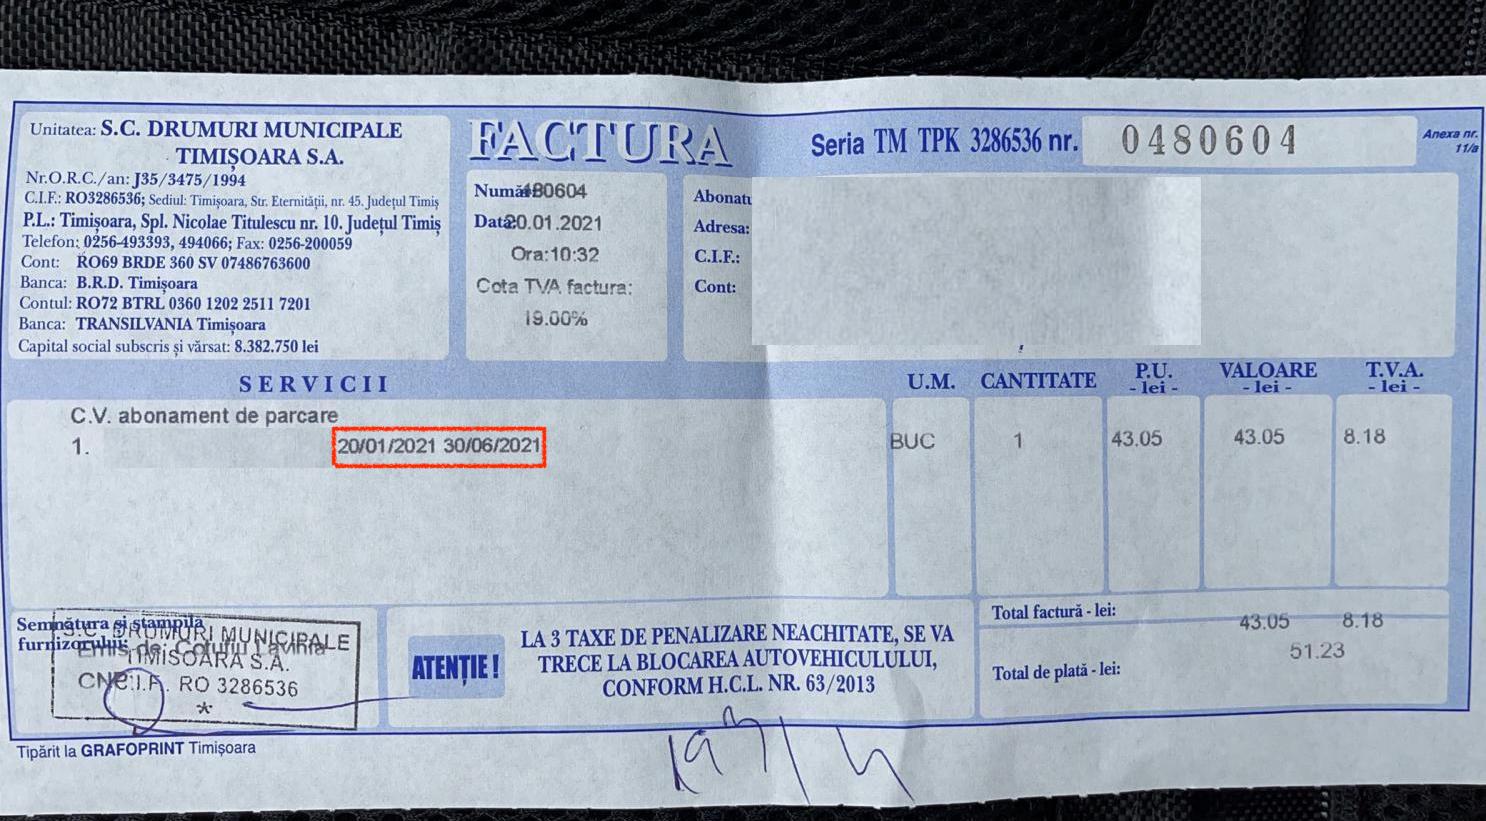 Unitatea: S.C. DRUMURI MUNICIPALE
TIMIȘOARA S.A.
Nr.O.R.C./an: J35/3475/1994
C.I.F.: RO3286536; Sediul: Timișoara, Str. Eternității, nr. 45. Județul Timiș
P.L.: Timișoara, Spl. Nicolae Titulescu nr. 10. Județul Timiș
Telefon: 0256-493393, 494066; Fax: 0256-200059
Cont: RO69 BRDE 360 SV 07486763600
Banca: B.R.D. Timișoara
Contul: RO72 BTRL 0360 1202 2511 7201
Banca: TRANSILVANIA Timișoara
Capital social subscris și vărsat: 8.382.750 lei
FACTURA
Număr 480604
Data 20.01.2021
Ora:10:32
Cota TVA factura:
19.00%
Seria TM TPK 3286536 nr. 0480604
Anexa nr.
11/a
Abonatu
Adresa:
C.I.F.:
Cont:
SERVICII U.M. CANTITATE P.U. - lei - VALOARE - lei - T.V.A. - lei -
C.V. abonament de parcare
1. 20/01/2021 30/06/2021 BUC 1 43.05 43.05 8.18
Semnătura și ștampila
furnizorului
S.C. DRUMURI MUNICIPALE
Emis de: Lavinia
TIMISOARA S.A.
C.I.F. RO 3286536
*
ATENȚIE!
LA 3 TAXE DE PENALIZARE NEACHITATE, SE VA
TRECE LA BLOCAREA AUTOVEHICULULUI,
CONFORM H.C.L. NR. 63/2013
Total factură - lei: 43.05 8.18
Total de plată - lei: 51.23
Tipărit la GRAFOPRINT Timișoara